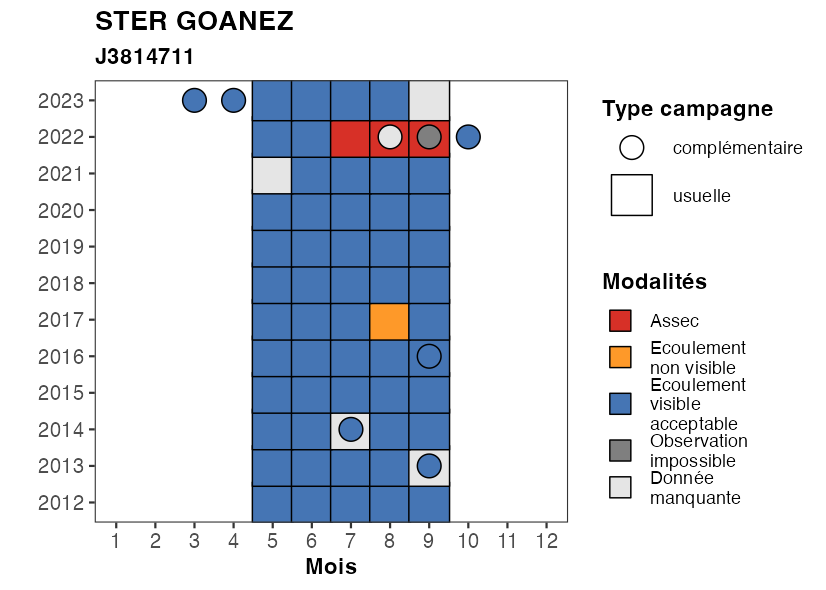 STER GOANEZ
J3814711
2023
2022
2021
2020
2019
2018
2017
2016
2015
2014
2013
2012
1 2 3 4 5 6 7 8 9 10 11 12
Mois
Type campagne
complémentaire
usuelle
Modalités
Assec
Ecoulement
non visible
Ecoulement
visible
acceptable
Observation
impossible
Donnée
manquante